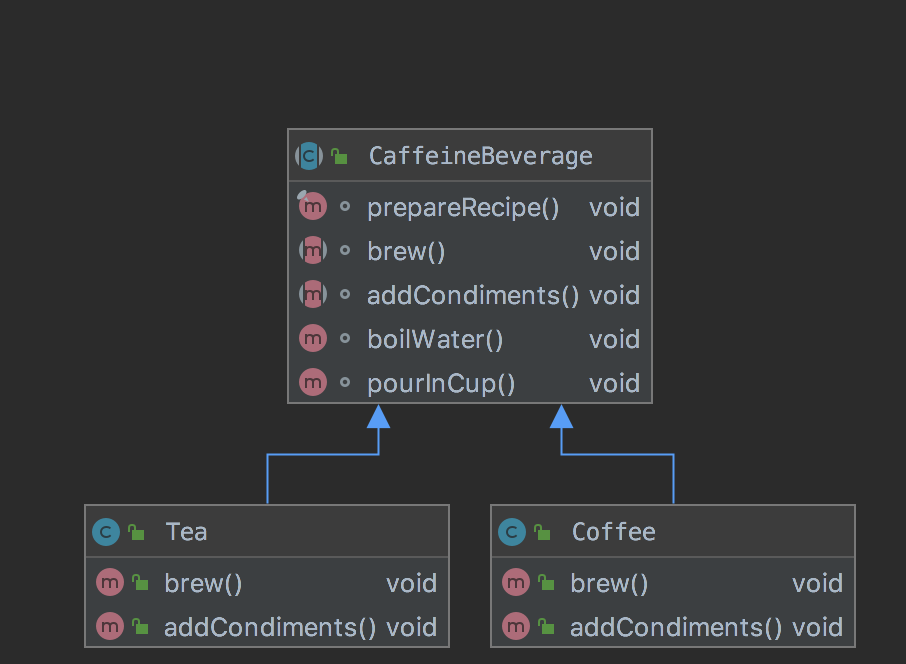 CaffeineBeverage
prepareRecipe() void
brew() void
addCondiments() void
boilWater() void
pourInCup() void
Tea
brew() void
addCondiments() void
Coffee
brew() void
addCondiments() void